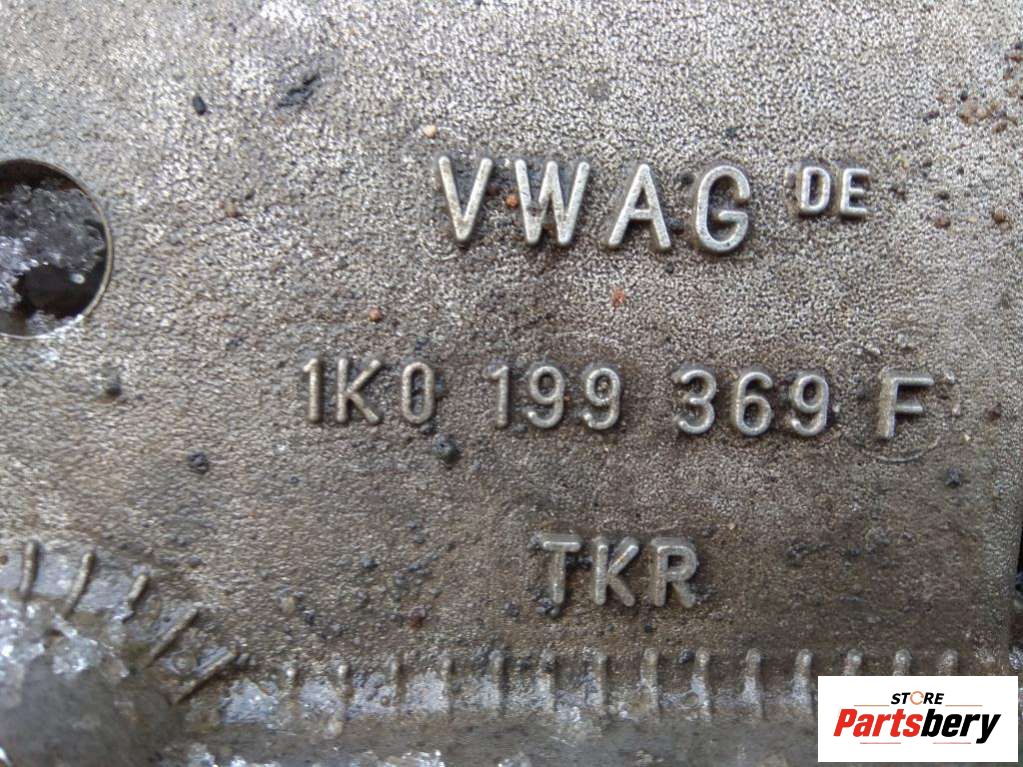 VWAG DE
1K0 199 369 F
TKR
STORE
Partsbery